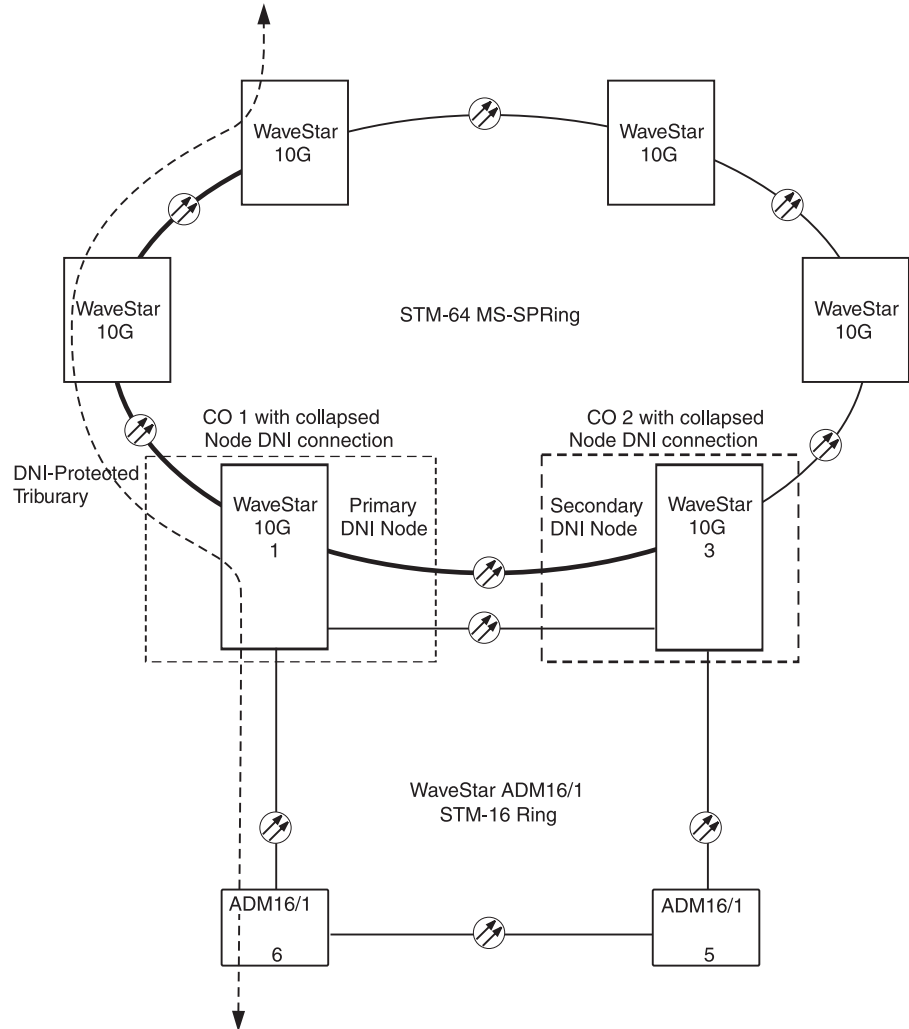 WaveStar
10G
WaveStar
10G
WaveStar
10G
STM-64 MS-SPRing
WaveStar
10G
CO 1 with collapsed
Node DNI connection
CO 2 with collapsed
Node DNI connection
DNI-Protected
Triburary
WaveStar
10G
1
Primary
DNI Node
Secondary
DNI Node
WaveStar
10G
3
WaveStar ADM16/1
STM-16 Ring
ADM16/1
6
ADM16/1
5